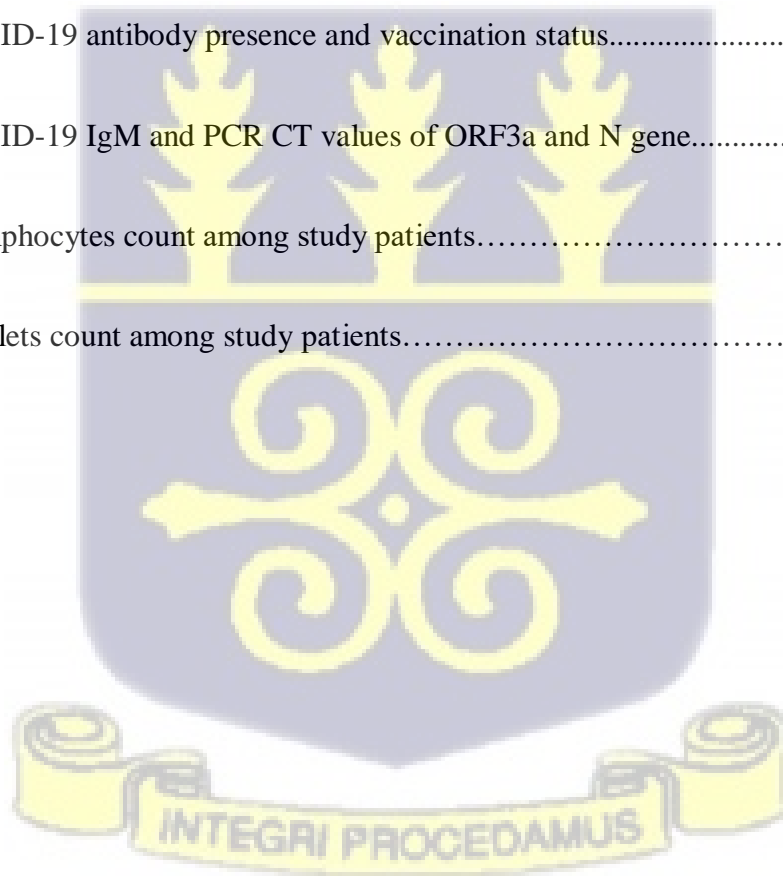 ID-19 antibody presence and vaccination status......................
ID-19 IgM and PCR CT values of ORF3a and N gene............
phocytes count among study patients…………………………
lets count among study patients………………………………
INTEGRI PROCEDAMUS